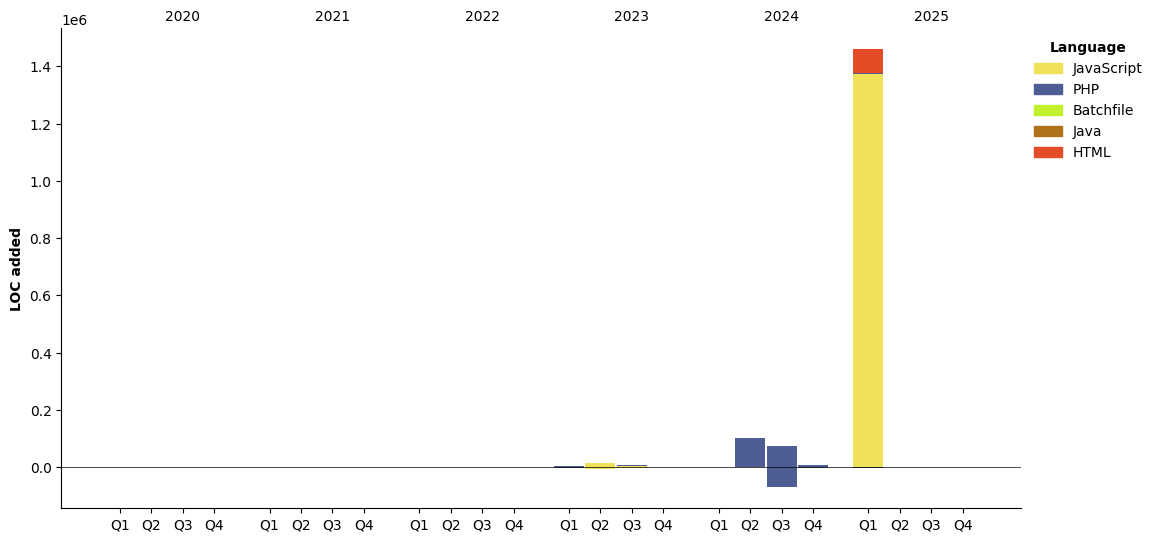 1e6
2020 2021 2022 2023 2024 2025
Language
JavaScript
PHP
Batchfile
Java
HTML
LOC added
1.4
1.2
1.0
0.8
0.6
0.4
0.2
0.0
Q1 Q2 Q3 Q4 Q1 Q2 Q3 Q4 Q1 Q2 Q3 Q4 Q1 Q2 Q3 Q4 Q1 Q2 Q3 Q4 Q1 Q2 Q3 Q4